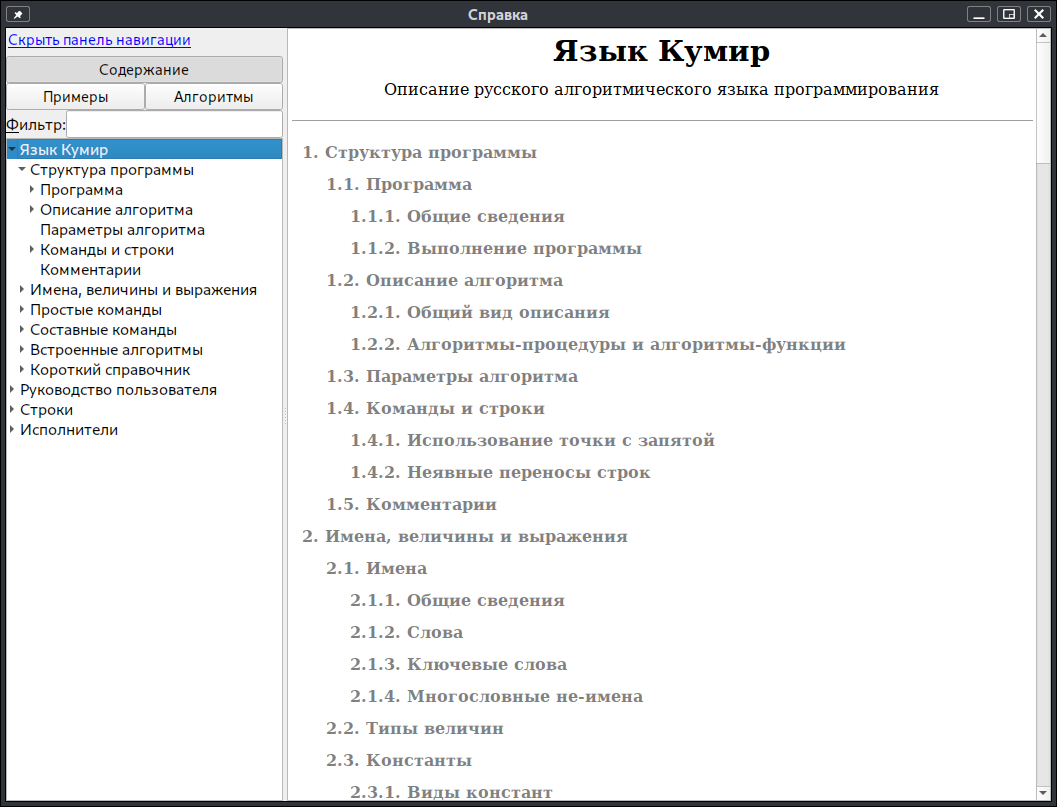 Справка
Скрыть панель навигации
Содержание
Примеры
Алгоритмы
Фильтр:
Язык Кумир
Структура программы
Программа
Описание алгоритма
Параметры алгоритма
Команды и строки
Комментарии
Имена, величины и выражения
Простые команды
Составные команды
Встроенные алгоритмы
Короткий справочник
Руководство пользователя
Строки
Исполнители
Язык Кумир
Описание русского алгоритмического языка программирования
1. Структура программы
1.1. Программа
1.1.1. Общие сведения
1.1.2. Выполнение программы
1.2. Описание алгоритма
1.2.1. Общий вид описания
1.2.2. Алгоритмы-процедуры и алгоритмы-функции
1.3. Параметры алгоритма
1.4. Команды и строки
1.4.1. Использование точки с запятой
1.4.2. Неявные переносы строк
1.5. Комментарии
2. Имена, величины и выражения
2.1. Имена
2.1.1. Общие сведения
2.1.2. Слова
2.1.3. Ключевые слова
2.1.4. Многословные не-имена
2.2. Типы величин
2.3. Константы
2.3.1. Виды констант